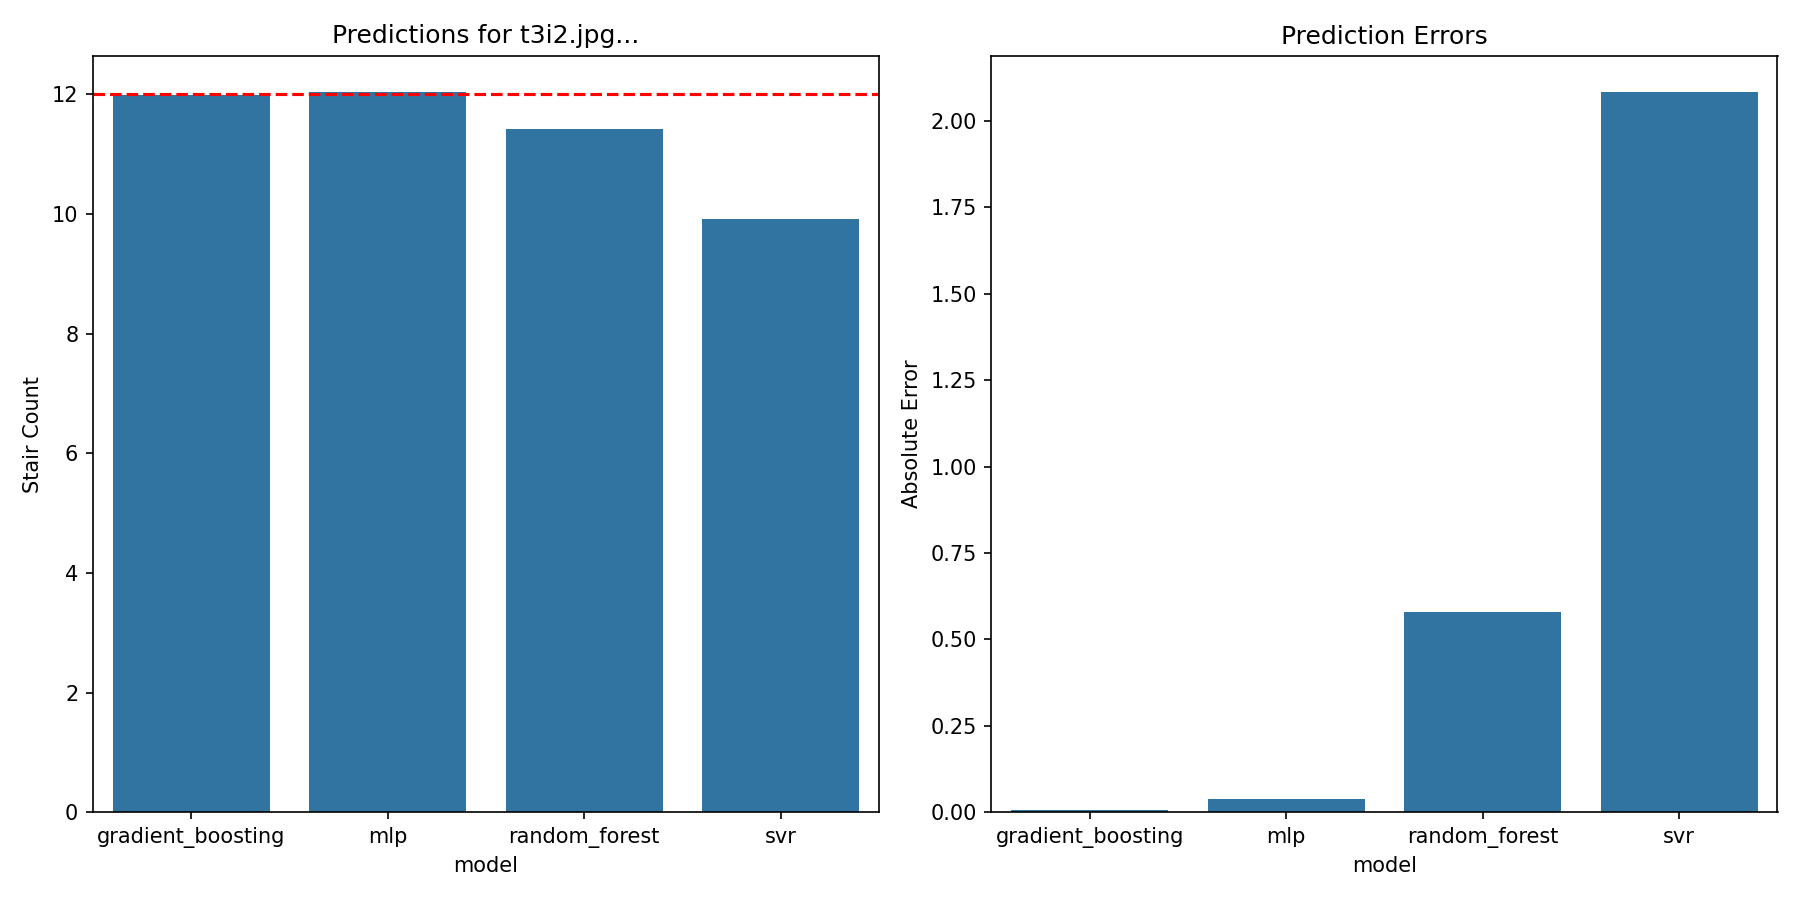 Predictions for t3i2.jpg...
Stair Count
12
10
8
6
4
2
0
gradient_boosting mlp random_forest svr
model
Prediction Errors
Absolute Error
2.00
1.75
1.50
1.25
1.00
0.75
0.50
0.25
0.00
gradient_boosting mlp random_forest svr
model